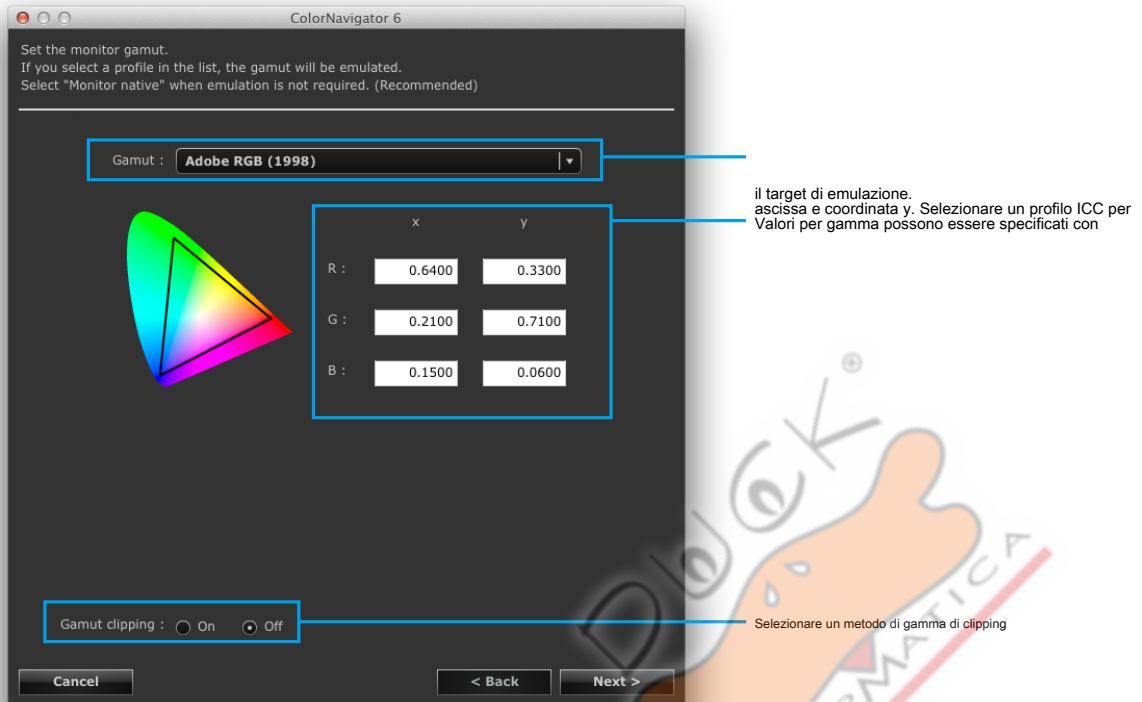 ColorNavigator 6
Set the monitor gamut.
If you select a profile in the list, the gamut will be emulated.
Select "Monitor native" when emulation is not required. (Recommended)
Gamut : Adobe RGB (1998)
il target di emulazione.
ascissa e coordinata y. Selezionare un profilo ICC per
Valori per gamma possono essere specificati con
x y
R : 0.6400 0.3300
G : 0.2100 0.7100
B : 0.1500 0.0600
Gamut clipping : On Off
Selezionare un metodo di gamma di clipping
Cancel < Back Next >